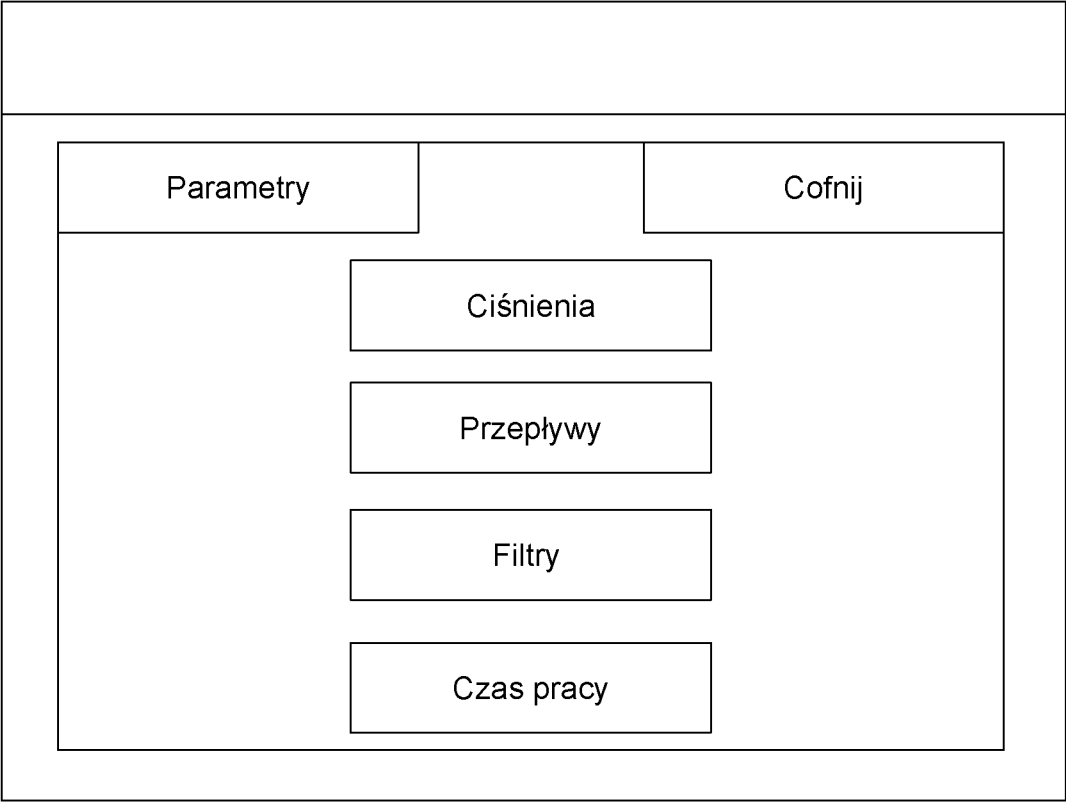 Parametry
Cofnij
Ciśnienia
Przepływy
Filtry
Czas pracy